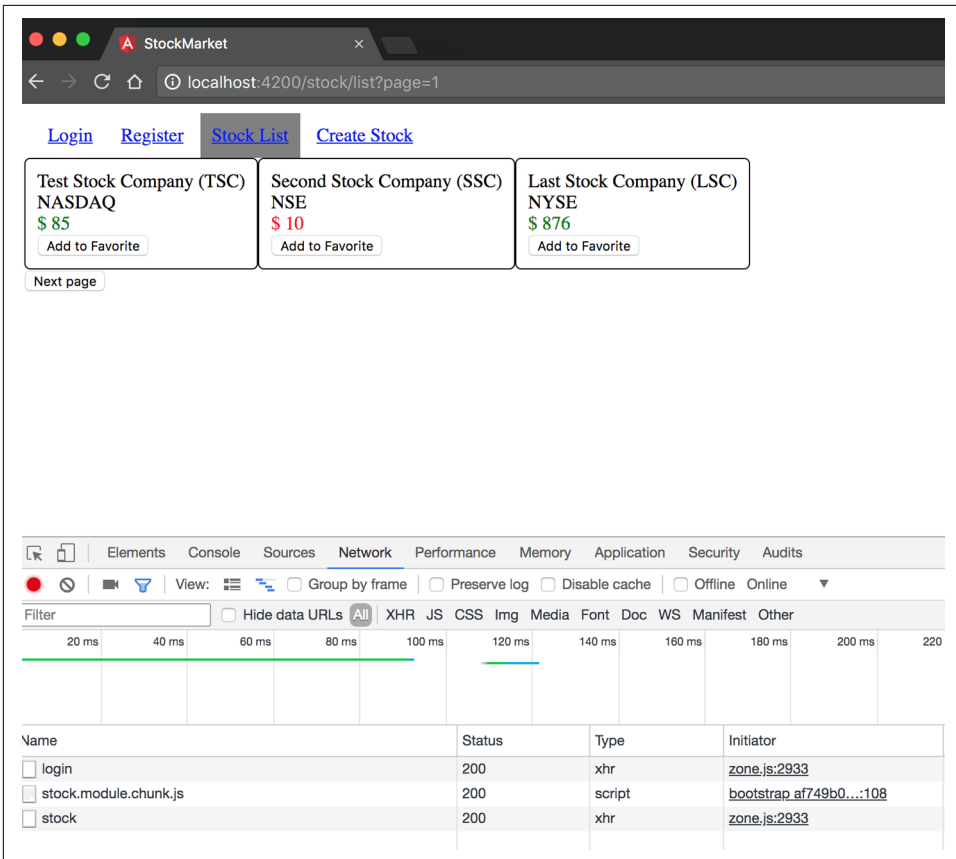 StockMarket ×
localhost:4200/stock/list?page=1
Login Register Stock List Create Stock
Test Stock Company (TSC) Second Stock Company (SSC) Last Stock Company (LSC)
NASDAQ NSE NYSE
$ 85 $ 10 $ 876
Add to Favorite Add to Favorite Add to Favorite
Next page
Elements Console Sources Network Performance Memory Application Security Audits
View: Group by frame Preserve log Disable cache Offline Online ▼
Filter Hide data URLs All XHR JS CSS Img Media Font Doc WS Manifest Other
20 ms 40 ms 60 ms 80 ms 100 ms 120 ms 140 ms 160 ms 180 ms 200 ms 220
Name Status Type Initiator
login 200 xhr zone.js:2933
stock.module.chunk.js 200 script bootstrap af749b0…:108
stock 200 xhr zone.js:2933